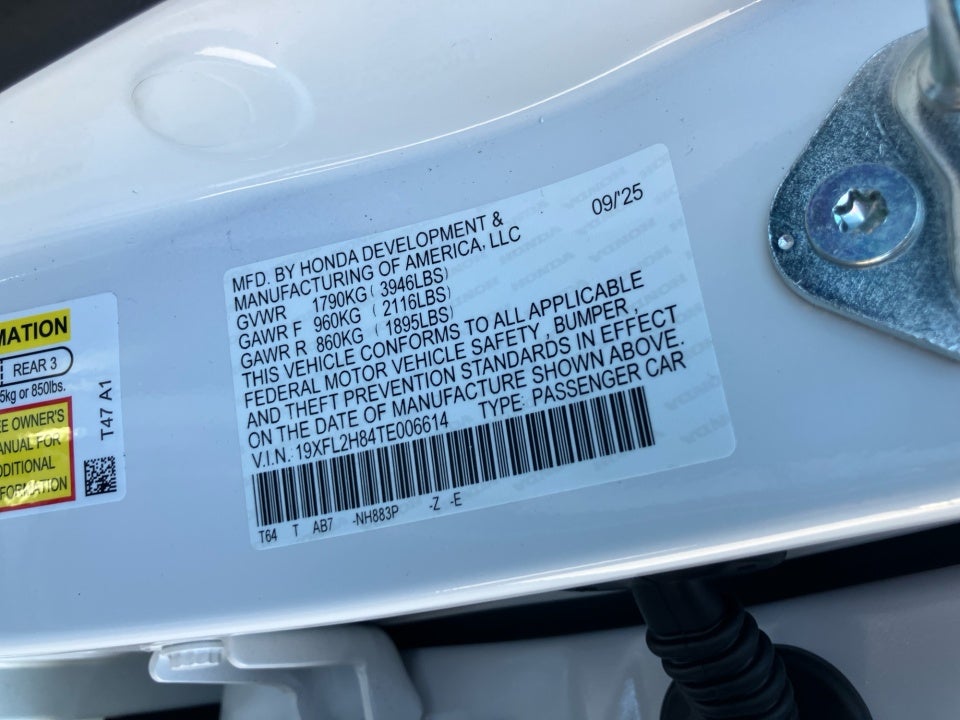 MFD. BY HONDA DEVELOPMENT &
MANUFACTURING OF AMERICA, LLC
09/'25
GVWR 1790KG ( 3946LBS)
GAWR F 960KG ( 2116LBS)
GAWR R 860KG ( 1895LBS)
THIS VEHICLE CONFORMS TO ALL APPLICABLE
FEDERAL MOTOR VEHICLE SAFETY , BUMPER ,
AND THEFT PREVENTION STANDARDS IN EFFECT
ON THE DATE OF MANUFACTURE SHOWN ABOVE.
V.I.N.: 19XFL2H84TE006614 TYPE: PASSENGER CAR
T64 T AB7 -NH883P -Z -E
MATION
REAR 3
5kg or 850lbs.
EE OWNER'S
ANUAL FOR
DDITIONAL
FORMATION
T47 A1